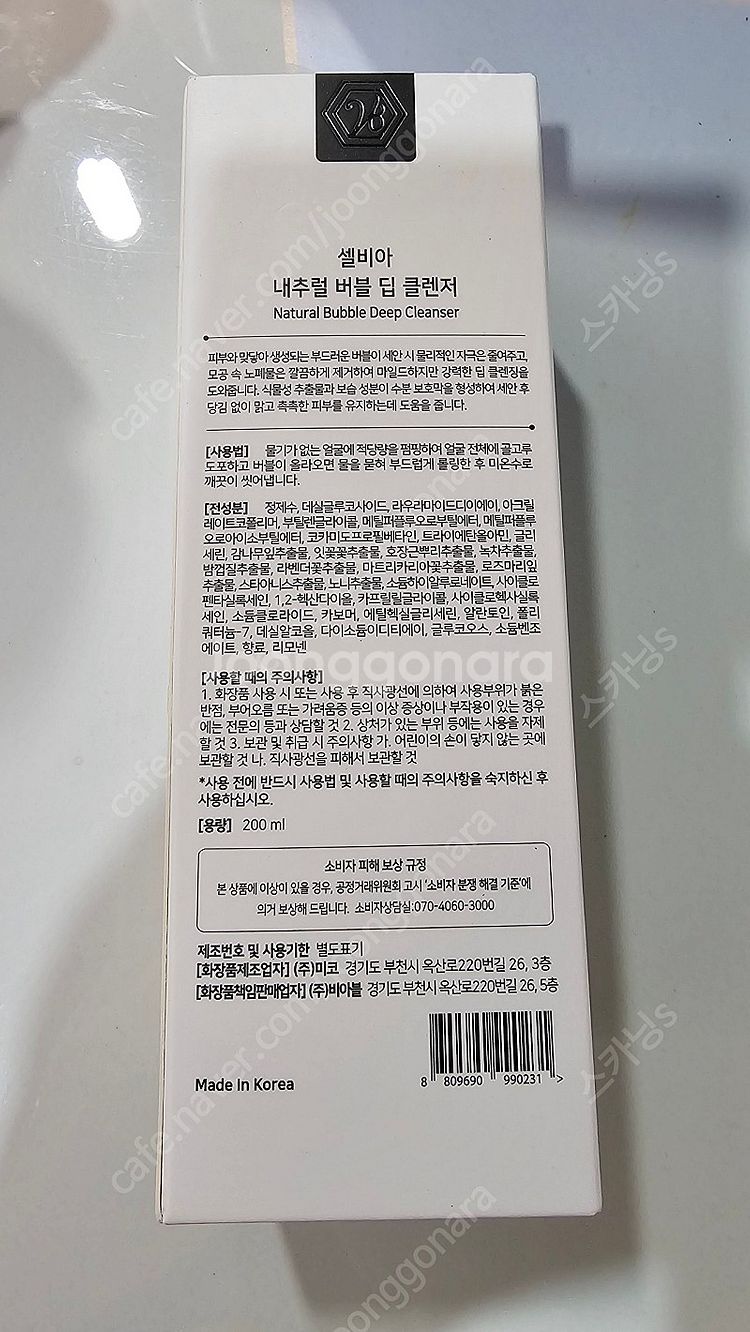 셀비아
내추럴 버블 딥 클렌저
Natural Bubble Deep Cleanser
피부와 맞닿아 생성되는 부드러운 버블이 세안 시 물리적인 자극은 줄여주고,
모공 속 노폐물은 깔끔하게 제거하여 마일드하지만 강력한 딥 클렌징을
도와줍니다. 식물성 추출물과 보습 성분이 수분 보호막을 형성하여 세안 후
당김 없이 맑고 촉촉한 피부를 유지하는데 도움을 줍니다.
[사용법] 물기가 없는 얼굴에 적당량을 펌핑하여 얼굴 전체에 골고루
도포하고 버블이 올라오면 물을 묻혀 부드럽게 롤링한 후 미온수로
깨끗이 씻어냅니다.
[전성분] 정제수, 데실글루코사이드, 라우라마이드디이에이, 아크릴
레이트코폴리머, 부틸렌글라이콜, 메틸퍼플루오로부틸에터, 메틸퍼플루
오로아이소부틸에터, 코카미도프로필베타인, 트라이에탄올아민, 글리
세린, 감나무잎추출물, 잇꽃꽃추출물, 호장근뿌리추출물, 녹차추출물,
밤껍질추출물, 라벤더꽃추출물, 마트리카리아꽃추출물, 로즈마리잎
추출물, 스타아니스추출물, 노니추출물, 소듐하이알루로네이트, 사이클로
펜타실록세인, 1,2-헥산다이올, 카프릴릴글라이콜, 사이클로헥사실록
세인, 소듐클로라이드, 카보머, 에틸헥실글리세린, 알란토인, 폴리
쿼터늄-7, 데실알코올, 다이소듐이디티에이, 글루코오스, 소듐벤조
에이트, 향료, 리모넨
[사용할 때의 주의사항]
1. 화장품 사용 시 또는 사용 후 직사광선에 의하여 사용부위가 붉은
반점, 부어오름 또는 가려움증 등의 이상 증상이나 부작용이 있는 경우
에는 전문의 등과 상담할 것 2. 상처가 있는 부위 등에는 사용을 자제
할 것 3. 보관 및 취급 시 주의사항 가. 어린이의 손이 닿지 않는 곳에
보관할 것 나. 직사광선을 피해서 보관할 것
*사용 전에 반드시 사용법 및 사용할 때의 주의사항을 숙지하신 후
사용하십시오.
[용량] 200 ml
소비자 피해 보상 규정
본 상품에 이상이 있을 경우, 공정거래위원회 고시 '소비자 분쟁 해결 기준'에
의거 보상해 드립니다. 소비자상담실:070-4060-3000
제조번호 및 사용기한 별도표기
[화장품제조업자] (주)미코 경기도 부천시 옥산로220번길 26, 3층
[화장품책임판매업자] (주)비아블 경기도 부천시 옥산로220번길 26, 5층
Made In Korea
8 809690 990231 >
joonggonara
cafe.naver.com/joonggonara
스카닝s
cafe.naver.com/joonggonara
스카닝s
cafe.naver.com/joonggonara
스카닝s